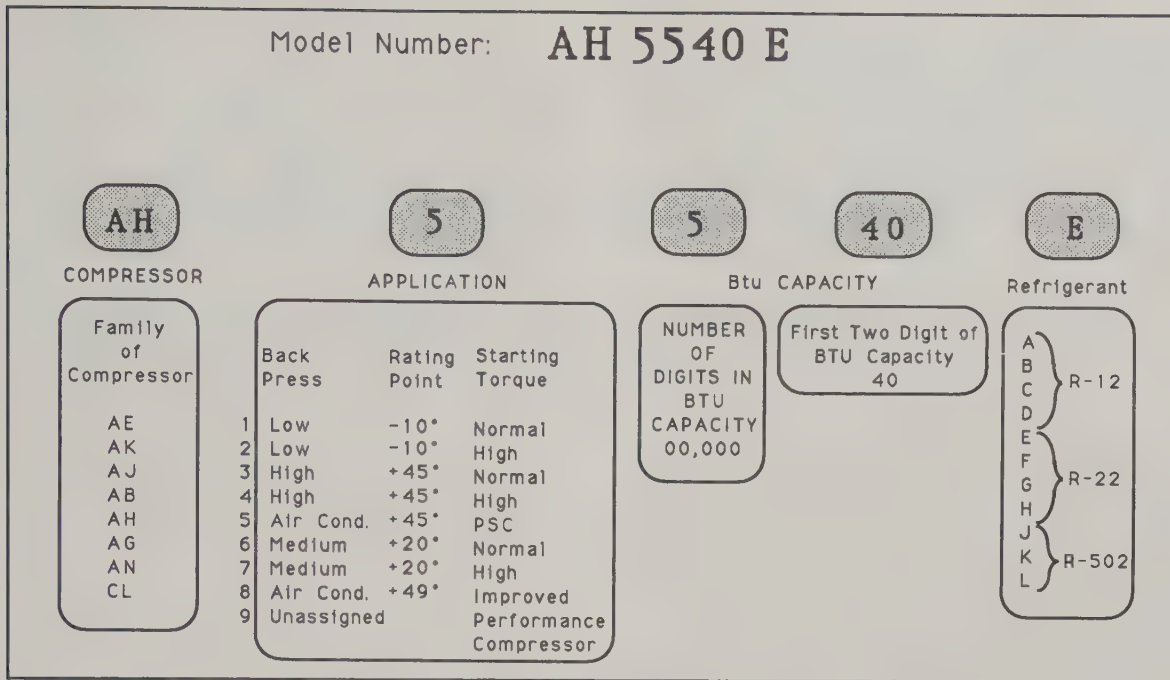 Model Number: AH 5540 E
AH 5 5 40 E
COMPRESSOR APPLICATION Btu CAPACITY Refrigerant
Family
of
Compressor
AE
AK
AJ
AB
AH
AG
AN
CL
Back Rating Starting
Press Point Torque
1 Low -10° Normal
2 Low -10° High
3 High +45° Normal
4 High +45° High
5 Air Cond. +45° PSC
6 Medium +20° Normal
7 Medium +20° High
8 Air Cond. +49° Improved
9 Unassigned Performance
Compressor
NUMBER
OF
DIGITS IN
BTU
CAPACITY
00,000
First Two Digit of
BTU Capacity
40
A
B
C
D
R-12
E
F
G
H
R-22
J
K
L
R-502